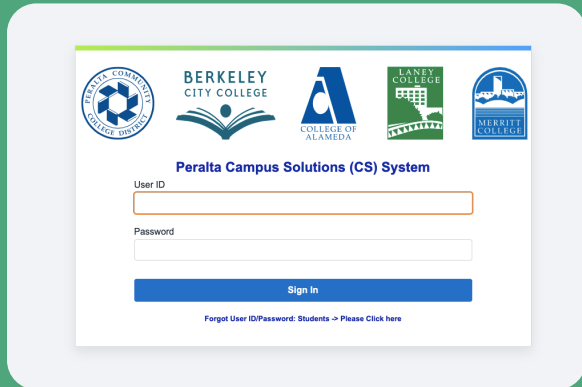 PERALTA COMMUNITY COLLEGE DISTRICT
BERKELEY
CITY COLLEGE
COLLEGE OF
ALAMEDA
LANEY
COLLEGE
MERRITT
COLLEGE
Peralta Campus Solutions (CS) System
User ID
Password
Sign In
Forgot User ID/Password: Students -> Please Click here